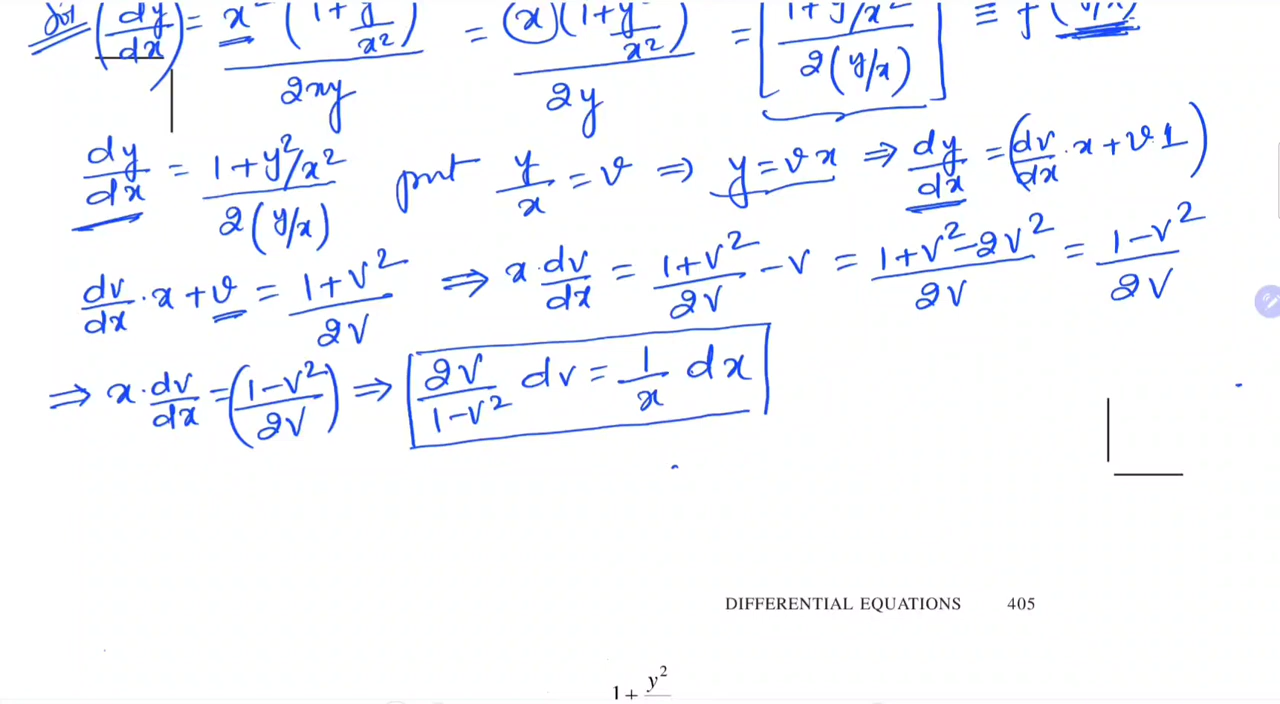 Sol (dy/dx) = x² (1 + y²/x²) / 2xy = (x)(1 + y²/x²) / 2y = [1 + y²/x² / 2(y/x)] ≡ f (y/x)
dy/dx = 1 + y²/x² / 2(y/x) put y/x = v ⇒ y = vx ⇒ dy/dx = (dv/dx · x + v·1)
dv/dx · x + v = 1+v² / 2v ⇒ x·dv/dx = 1+v² / 2v − v = 1+v²−2v² / 2v = 1−v² / 2v
⇒ x·dv/dx = (1−v² / 2v) ⇒ 2v / 1−v² dv = 1/x dx
DIFFERENTIAL EQUATIONS 405
1 + y²